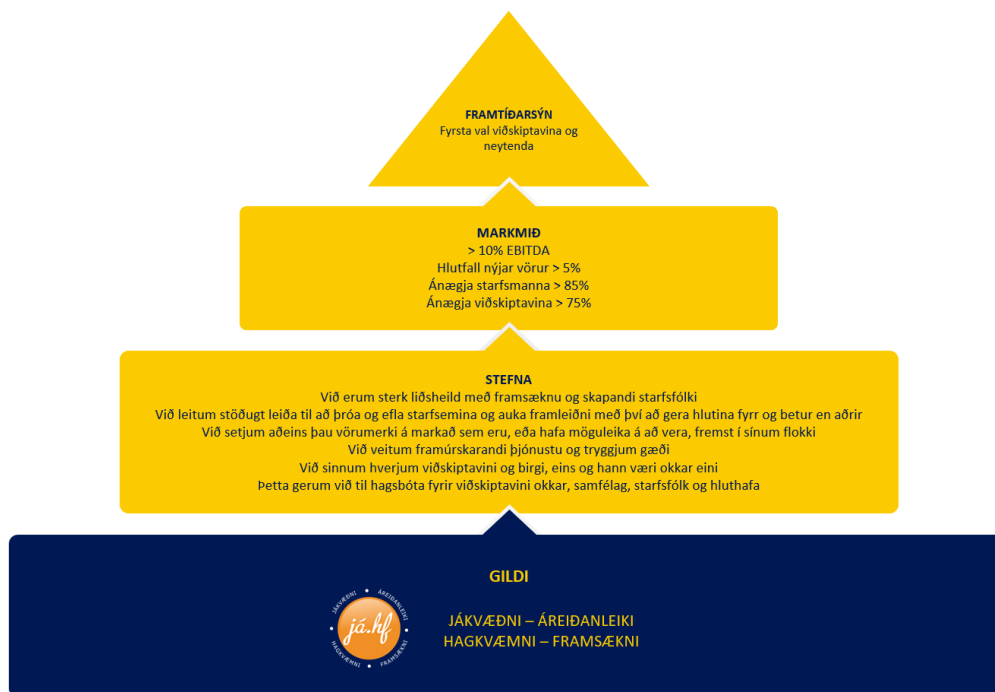 FRAMTÍÐARSÝN
Fyrsta val viðskiptavina og
neytenda
MARKMIÐ
> 10% EBITDA
Hlutfall nýjar vörur > 5%
Ánægja starfsmanna > 85%
Ánægja viðskiptavina > 75%
STEFNA
Við erum sterk liðsheild með framsæknu og skapandi starfsfólki
Við leitum stöðugt leiða til að þróa og efla starfsemina og auka framleiðni með því að gera hlutina fyrr og betur en aðrir
Við setjum aðeins þau vörumerki á markað sem eru, eða hafa möguleika á að vera, fremst í sínum flokki
Við veitum framúrskarandi þjónustu og tryggjum gæði
Við sinnum hverjum viðskiptavini og birgi, eins og hann væri okkar eini
Þetta gerum við til hagsbóta fyrir viðskiptavini okkar, samfélag, starfsfólk og hluthafa
GILDI
JÁKVÆÐNI • ÁREIÐANLEIKI
já.hf
HAGKVÆMNI • FRAMSÆKNI
JÁKVÆÐNI – ÁREIÐANLEIKI
HAGKVÆMNI – FRAMSÆKNI